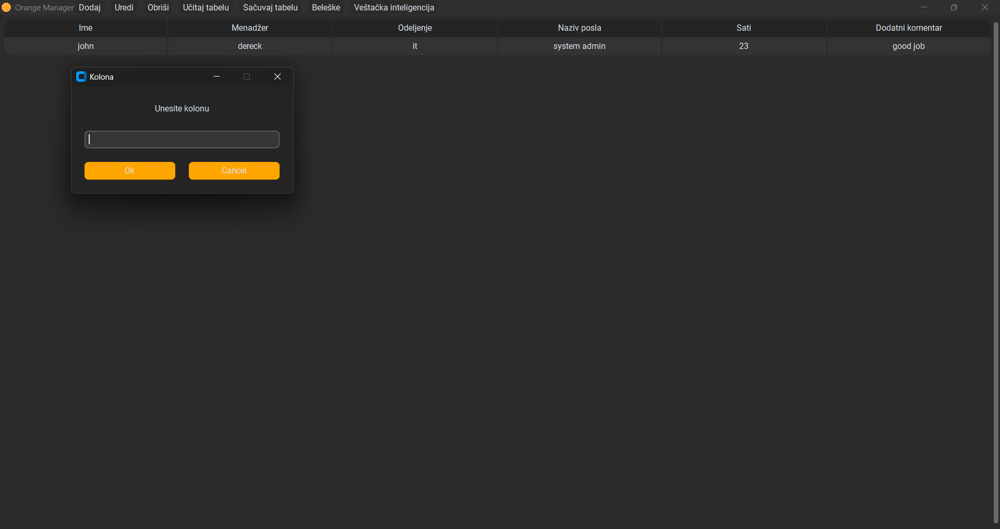 Orange Manager Dodaj Uredi Obriši Učitaj tabelu Sačuvaj tabelu Beleške Veštačka inteligencija
Ime Menadžer Odeljenje Naziv posla Sati Dodatni komentar
john dereck it system admin 23 good job
Kolona
Unesite kolonu
Ok Cancel